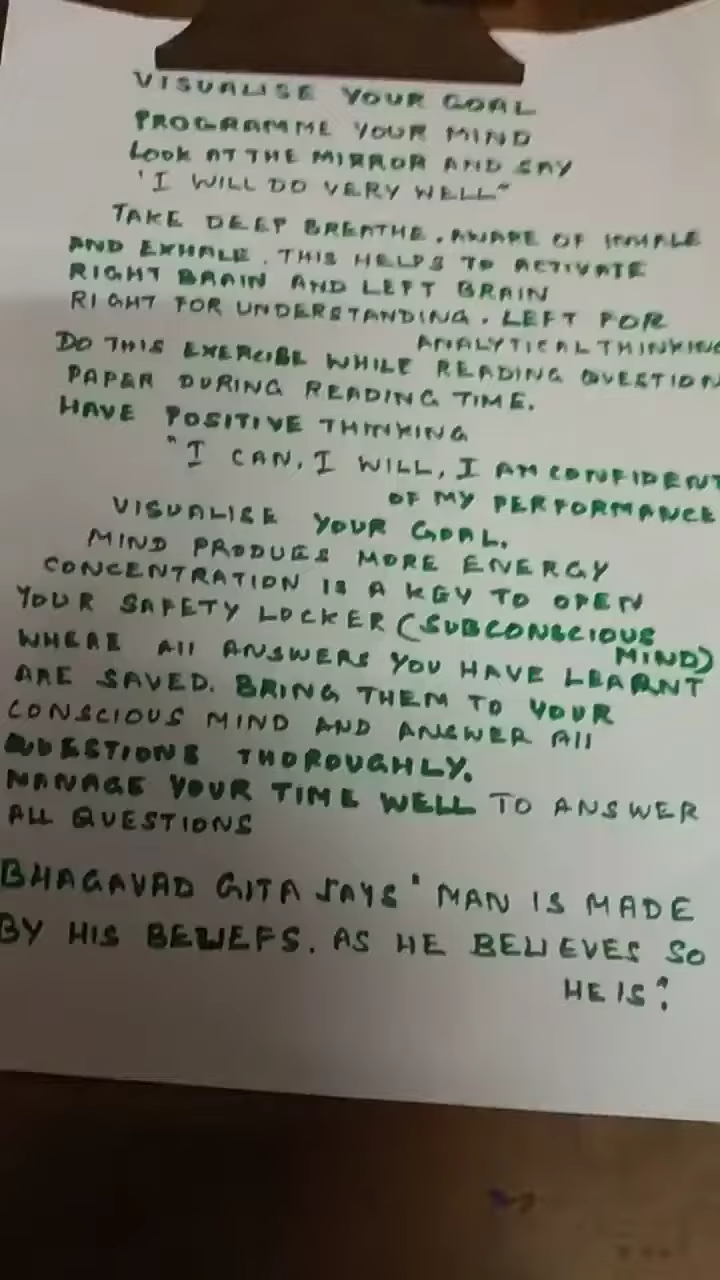 VISUALISE YOUR GOAL
PROGRAMME YOUR MIND
LOOK AT THE MIRROR AND SAY
'I WILL DO VERY WELL"
TAKE DEEP BREATHE. AWARE OF INHALE
AND EXHALE. THIS HELPS TO ACTIVATE
RIGHT BRAIN AND LEFT BRAIN
RIGHT FOR UNDERSTANDING. LEFT FOR
ANALYTICAL THINKING
DO THIS EXERCISE WHILE READING QUESTION
PAPER DURING READING TIME.
HAVE POSITIVE THINKING
"I CAN, I WILL, I AM CONFIDENT
OF MY PERFORMANCE
VISUALISE YOUR GOAL.
MIND PRODUES MORE ENERGY
CONCENTRATION IS A KEY TO OPEN
YOUR SAFETY LOCKER (SUBCONSCIOUS
MIND)
WHERE All ANSWERS YOU HAVE LEARNT
ARE SAVED. BRING THEM TO YOUR
CONSCIOUS MIND AND ANSWER All
QUESTIONS THOROUGHLY.
MANAGE YOUR TIME WELL TO ANSWER
ALL QUESTIONS
BHAGAVAD GITA SAYS "MAN IS MADE
BY HIS BELIEFS. AS HE BELIEVES SO
HE IS".